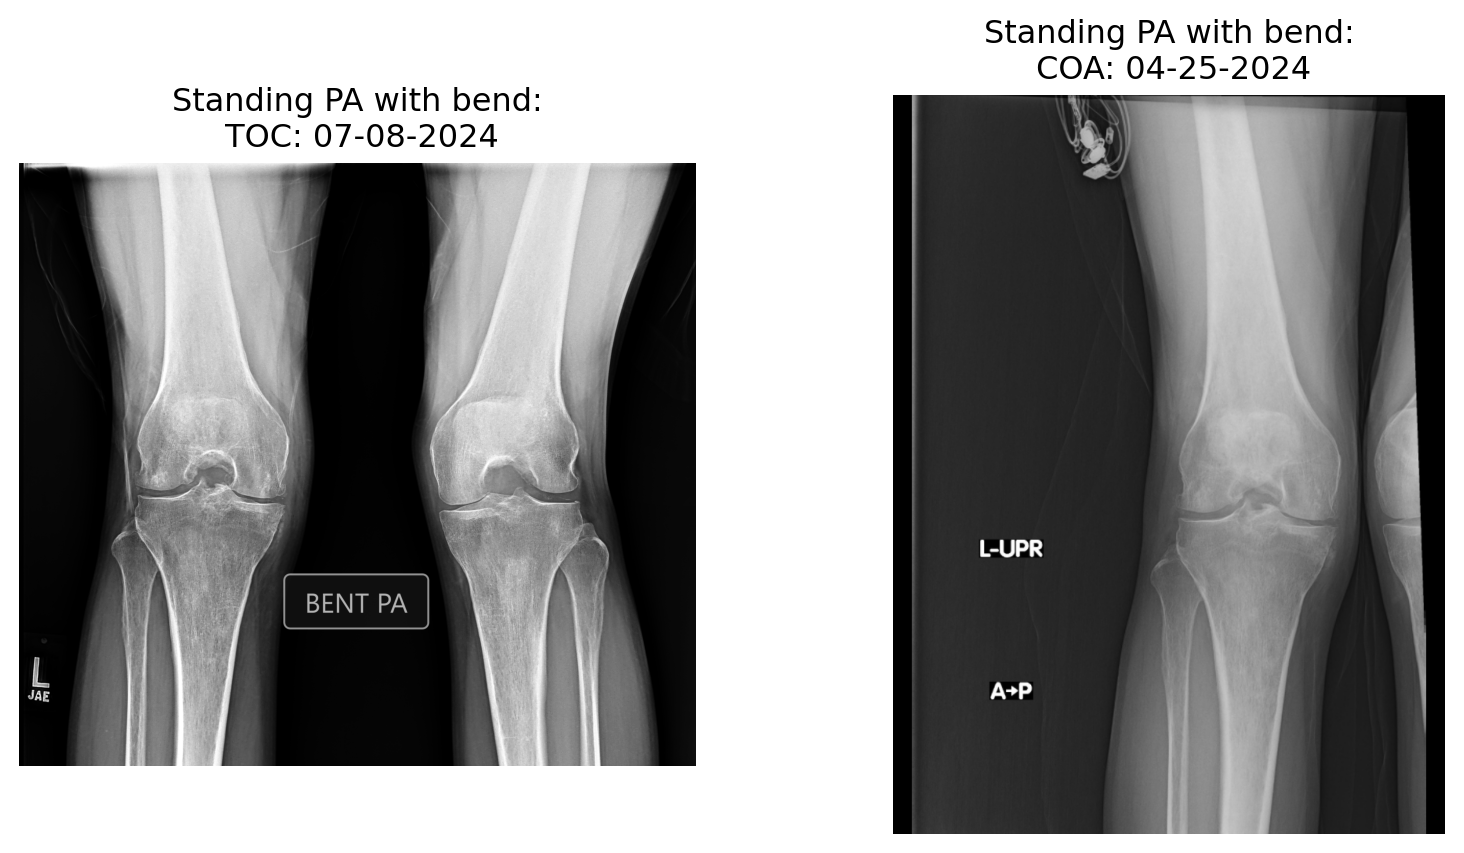 Standing PA with bend:
TOC: 07-08-2024
Standing PA with bend:
COA: 04-25-2024
BENT PA
L
JAE
L-UPR
A→P